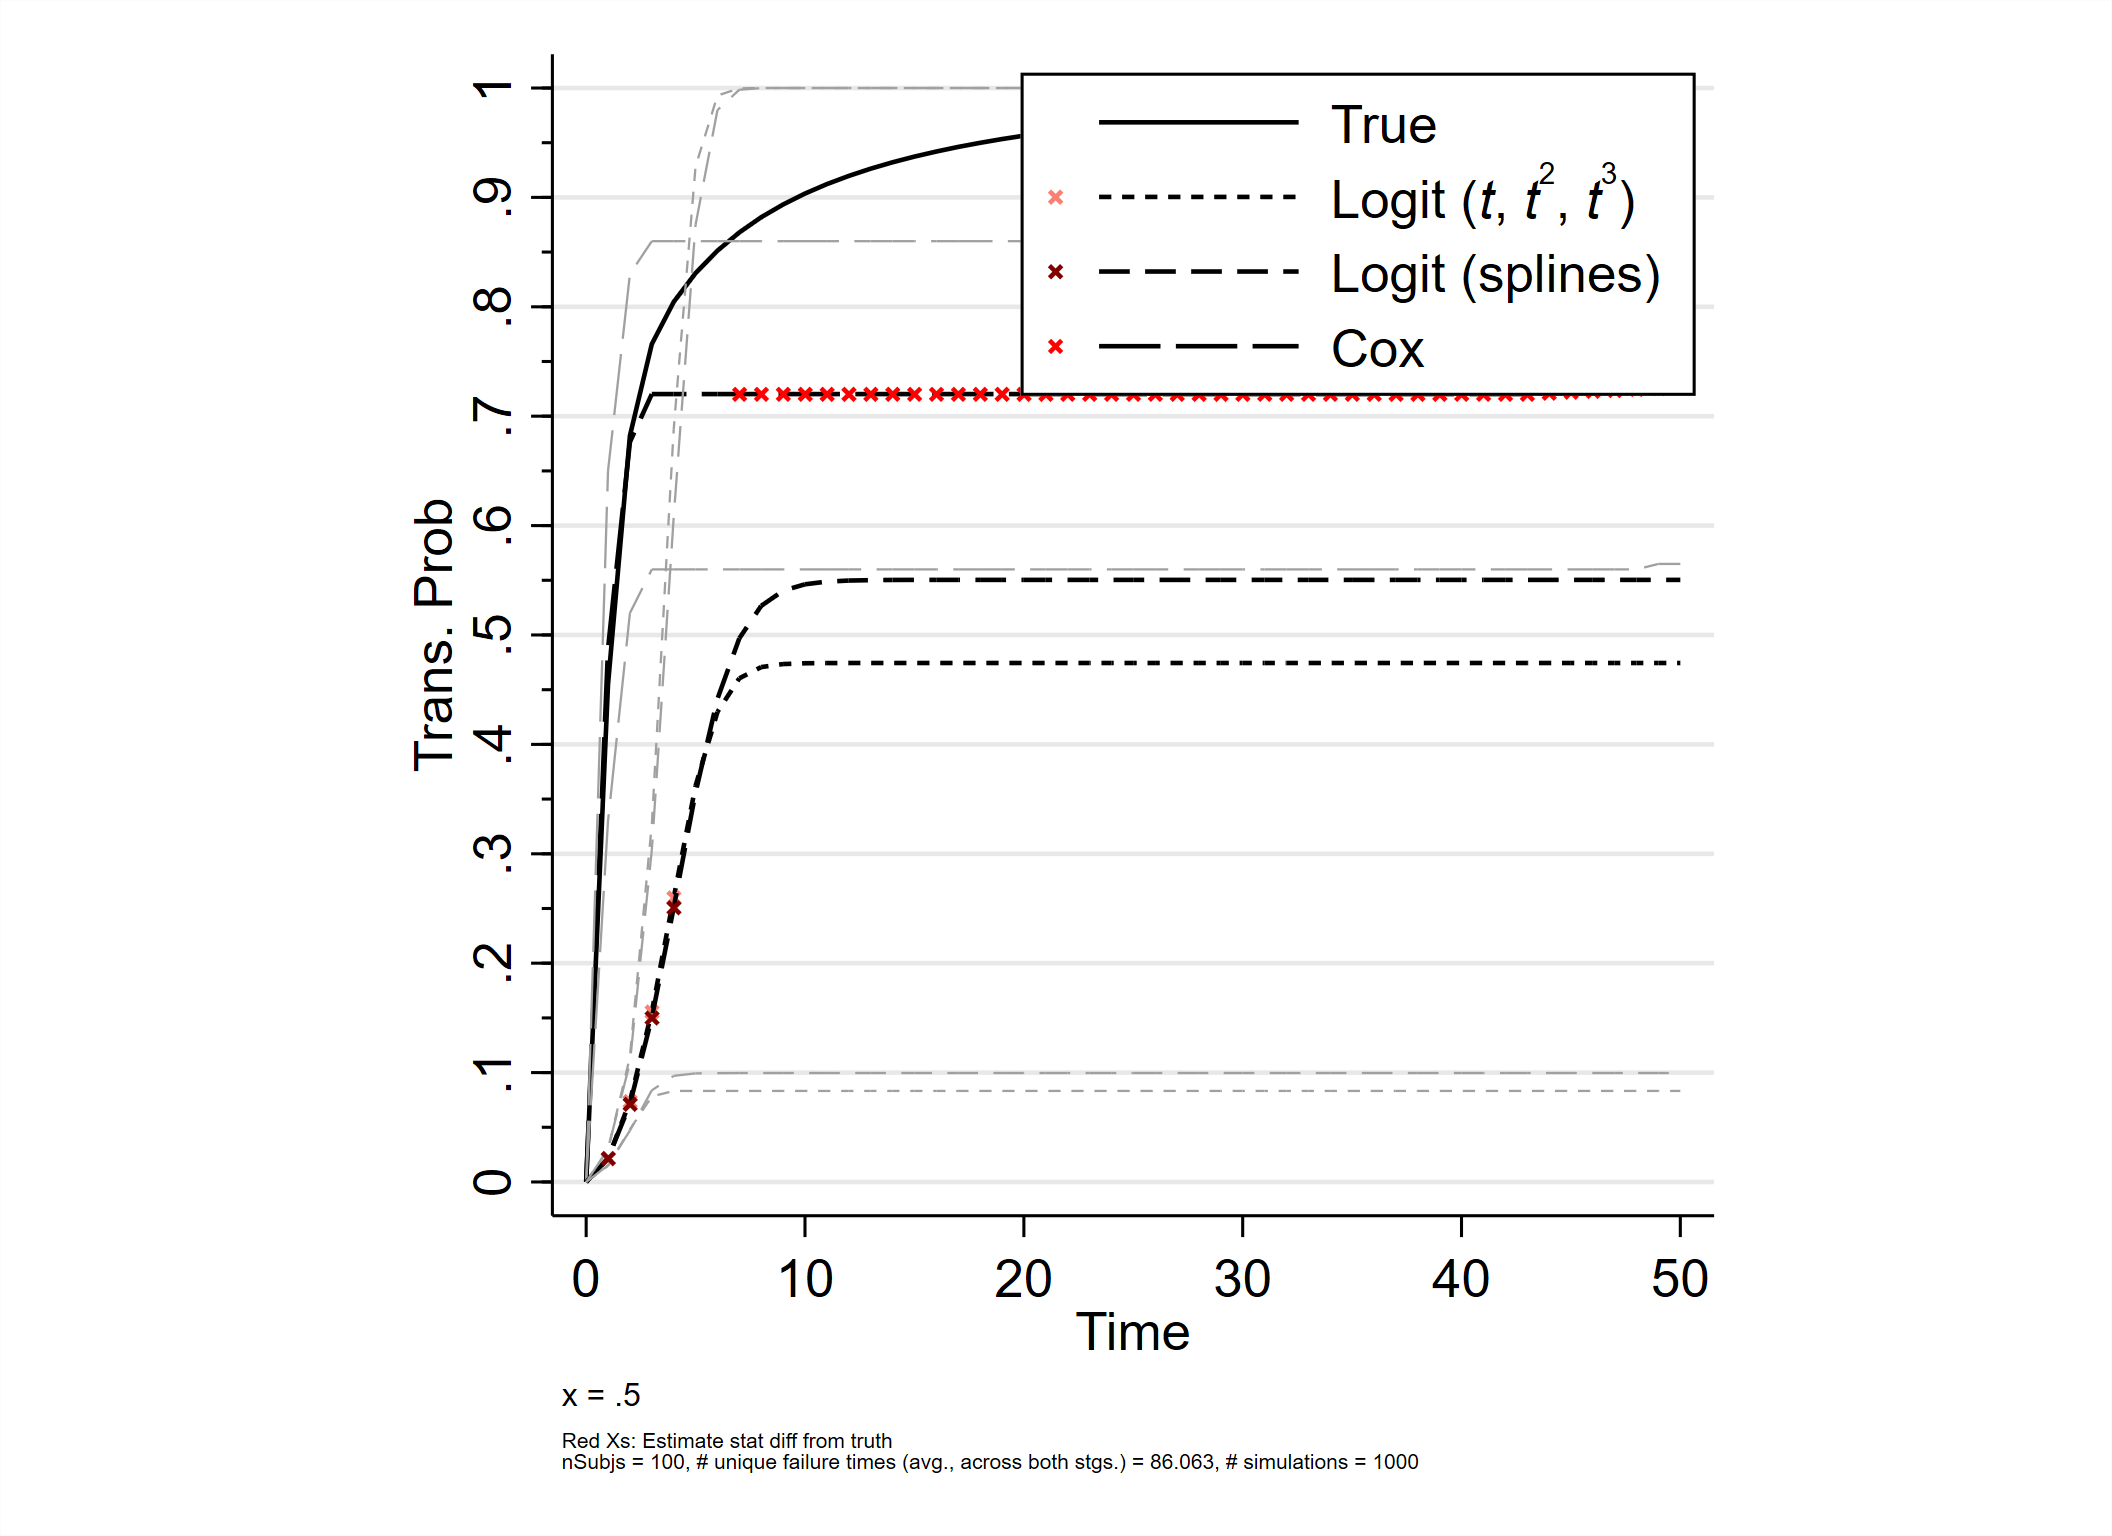 True
Logit (t, t², t³)
Logit (splines)
Cox
1
.9
.8
.7
.6
.5
.4
.3
.2
.1
0
Trans. Prob
0 10 20 30 40 50
Time
x = .5
Red Xs: Estimate stat diff from truth
nSubjs = 100, # unique failure times (avg., across both stgs.) = 86.063, # simulations = 1000